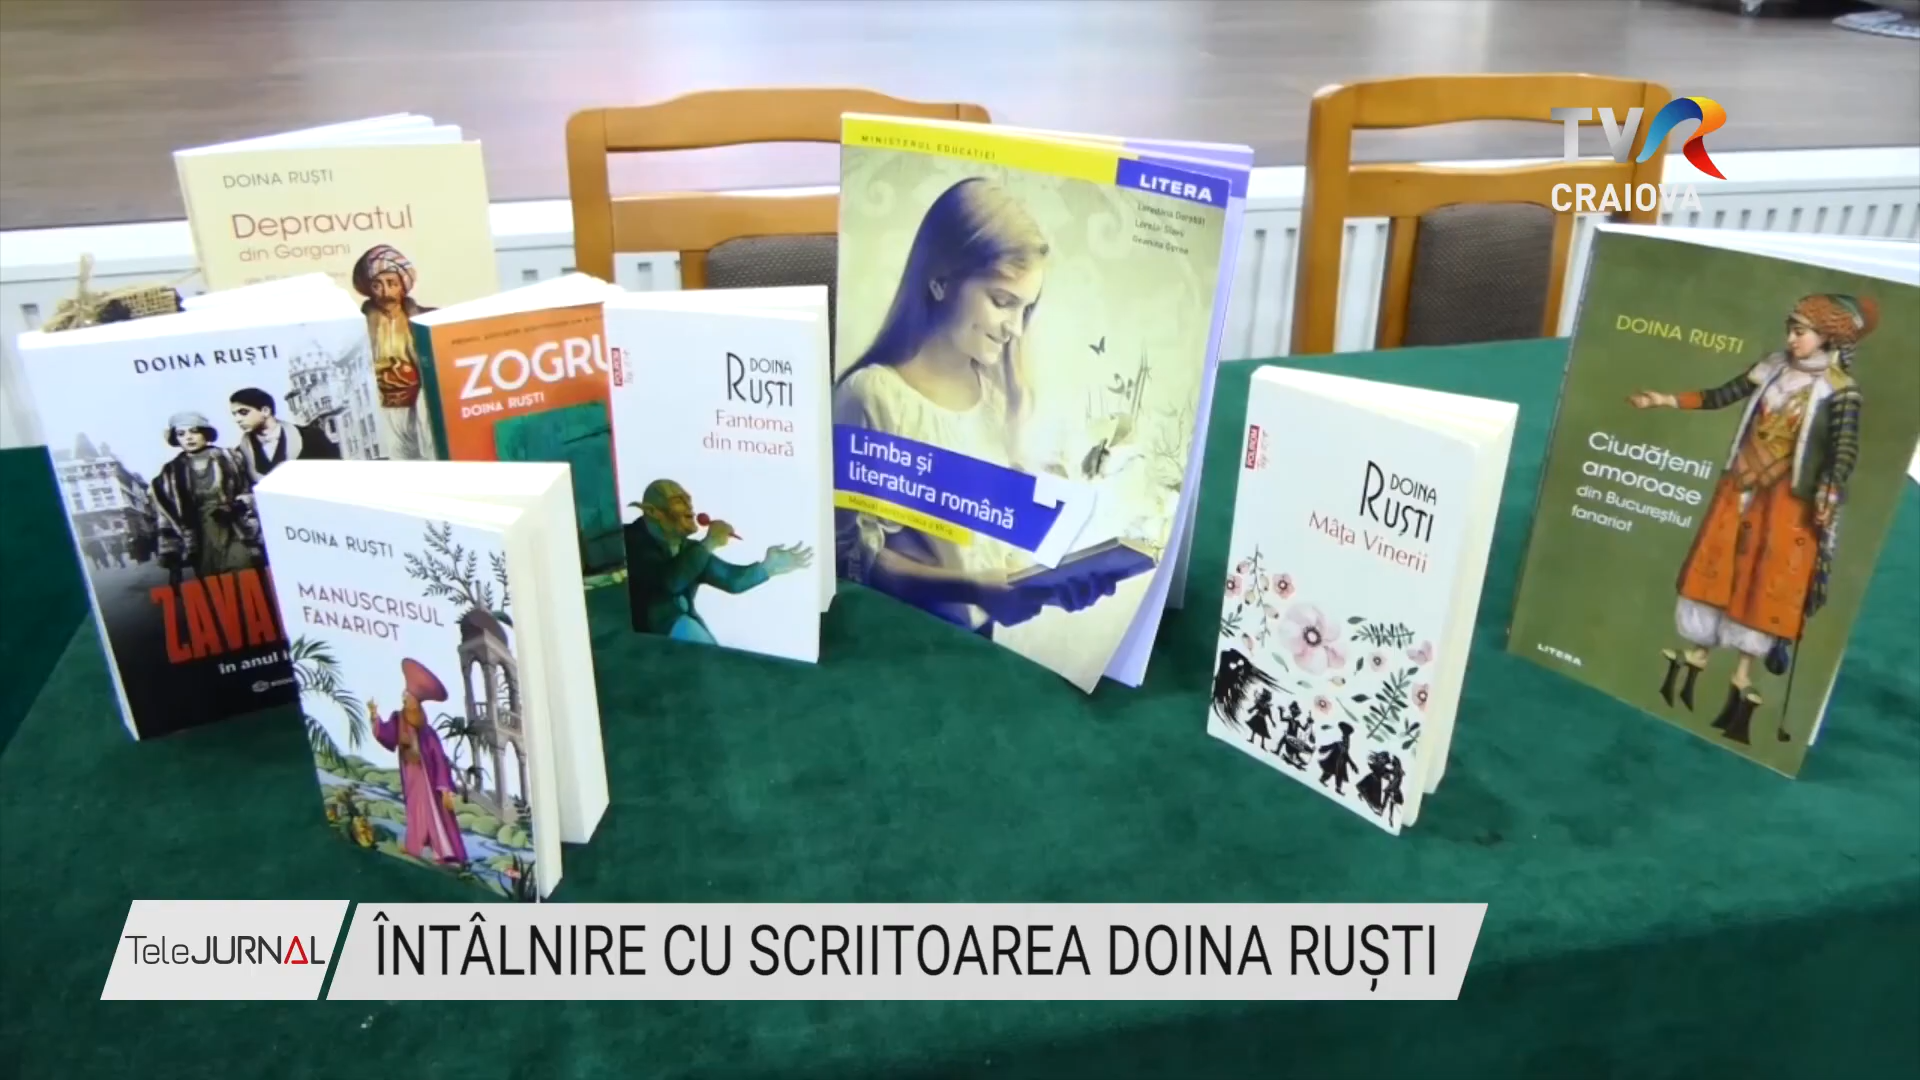 TVR
CRAIOVA
DOINA RUȘTI
Depravatul
din Gorgani
DOINA RUȘTI
ZAVA
în anul
ZOGRU
DOINA RUȘTI
DOINA RUȘTI
MANUSCRISUL
FANARIOT
POLIROM
DOINA
RUȘTI
Fantoma
din moară
MINISTERUL EDUCAȚIEI
LITERA
Limba și
literatura română
POLIROM
DOINA
RUȘTI
Mâța Vinerii
DOINA RUȘTI
Ciudățenii
amoroase
din Bucureștiul
fanariot
LITERA
TeleJURNAL
ÎNTÂLNIRE CU SCRIITOAREA DOINA RUȘTI